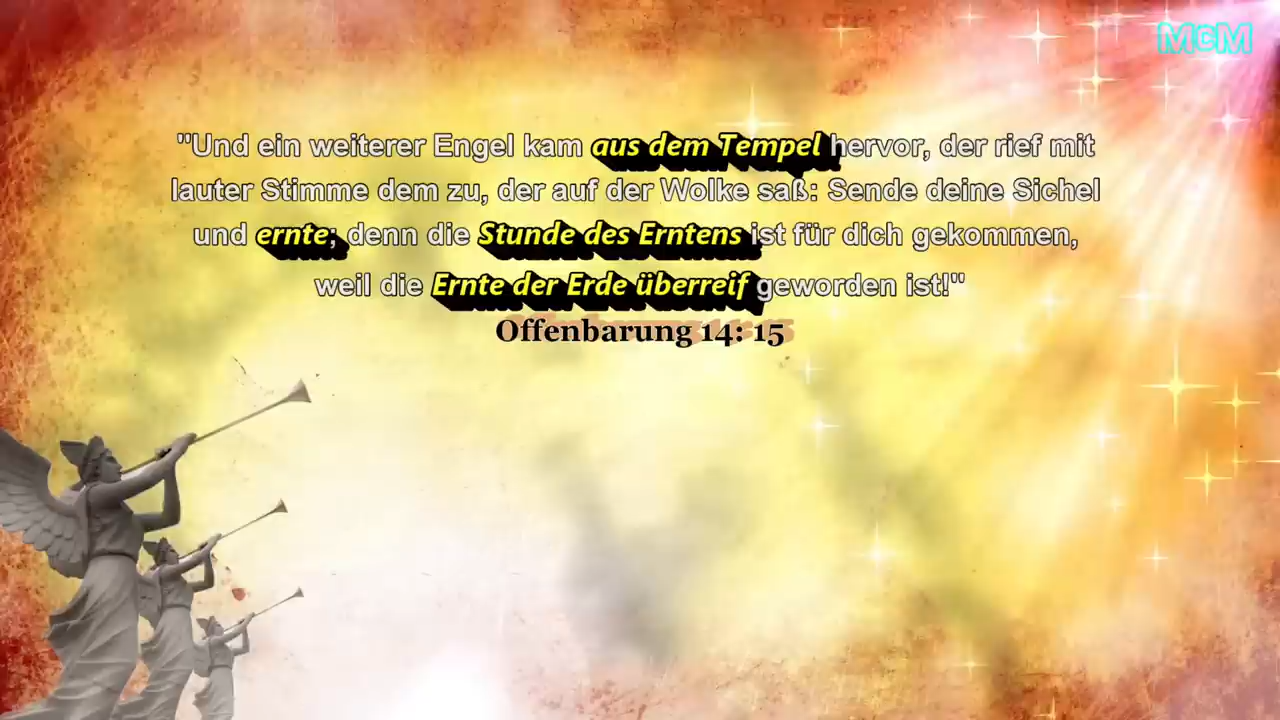 McM
"Und ein weiterer Engel kam aus dem Tempel hervor, der rief mit
lauter Stimme dem zu, der auf der Wolke saß: Sende deine Sichel
und ernte; denn die Stunde des Erntens ist für dich gekommen,
weil die Ernte der Erde überreif geworden ist!"
Offenbarung 14: 15